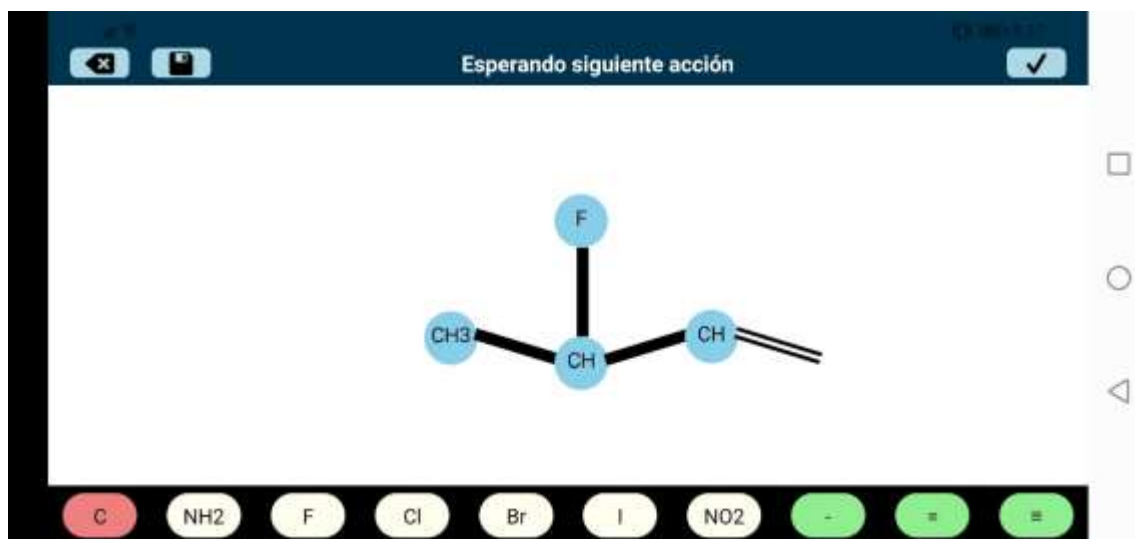 Esperando siguiente acción
F
CH3
CH
CH
C NH2 F Cl Br I NO2 - = ≡